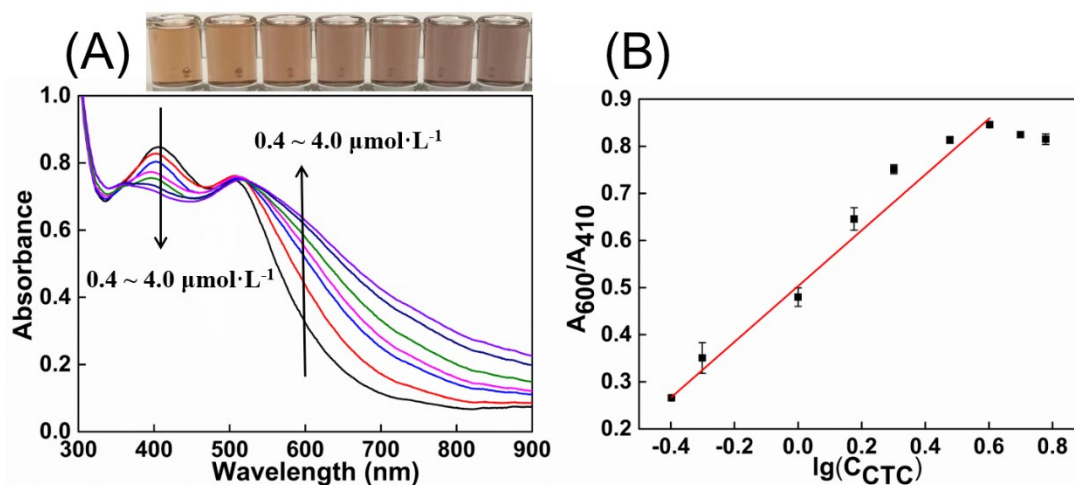 (A)
1.0
0.8
0.6
0.4
0.2
0.0
Absorbance
0.4 ~ 4.0 μmol·L-1
0.4 ~ 4.0 μmol·L-1
300 400 500 600 700 800 900
Wavelength (nm)
(B)
0.9
0.8
0.7
0.6
0.5
0.4
0.3
0.2
A600/A410
-0.4 -0.2 0.0 0.2 0.4 0.6 0.8
lg(CCTC)